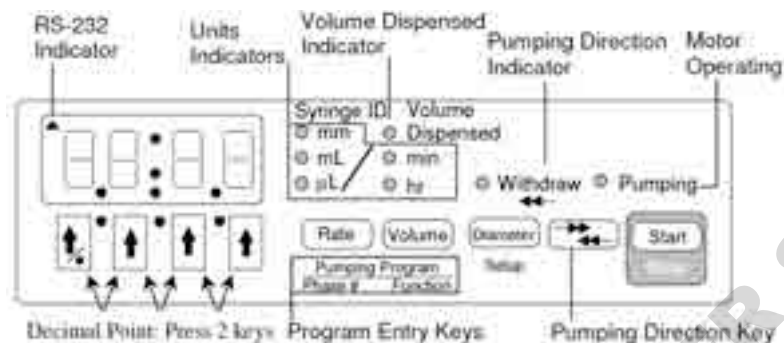 RS-232
Indicator
Units
Indicators
Volume Dispensed
Indicator
Pumping Direction
Indicator
Motor
Operating
Syringe ID Volume
mm Dispensed
mL / min
µL hr
Withdraw Pumping
Rate Volume Diameter Start
Setup
Pumping Program
Phase # Function
Decimal Point: Press 2 keys Program Entry Keys Pumping Direction Key